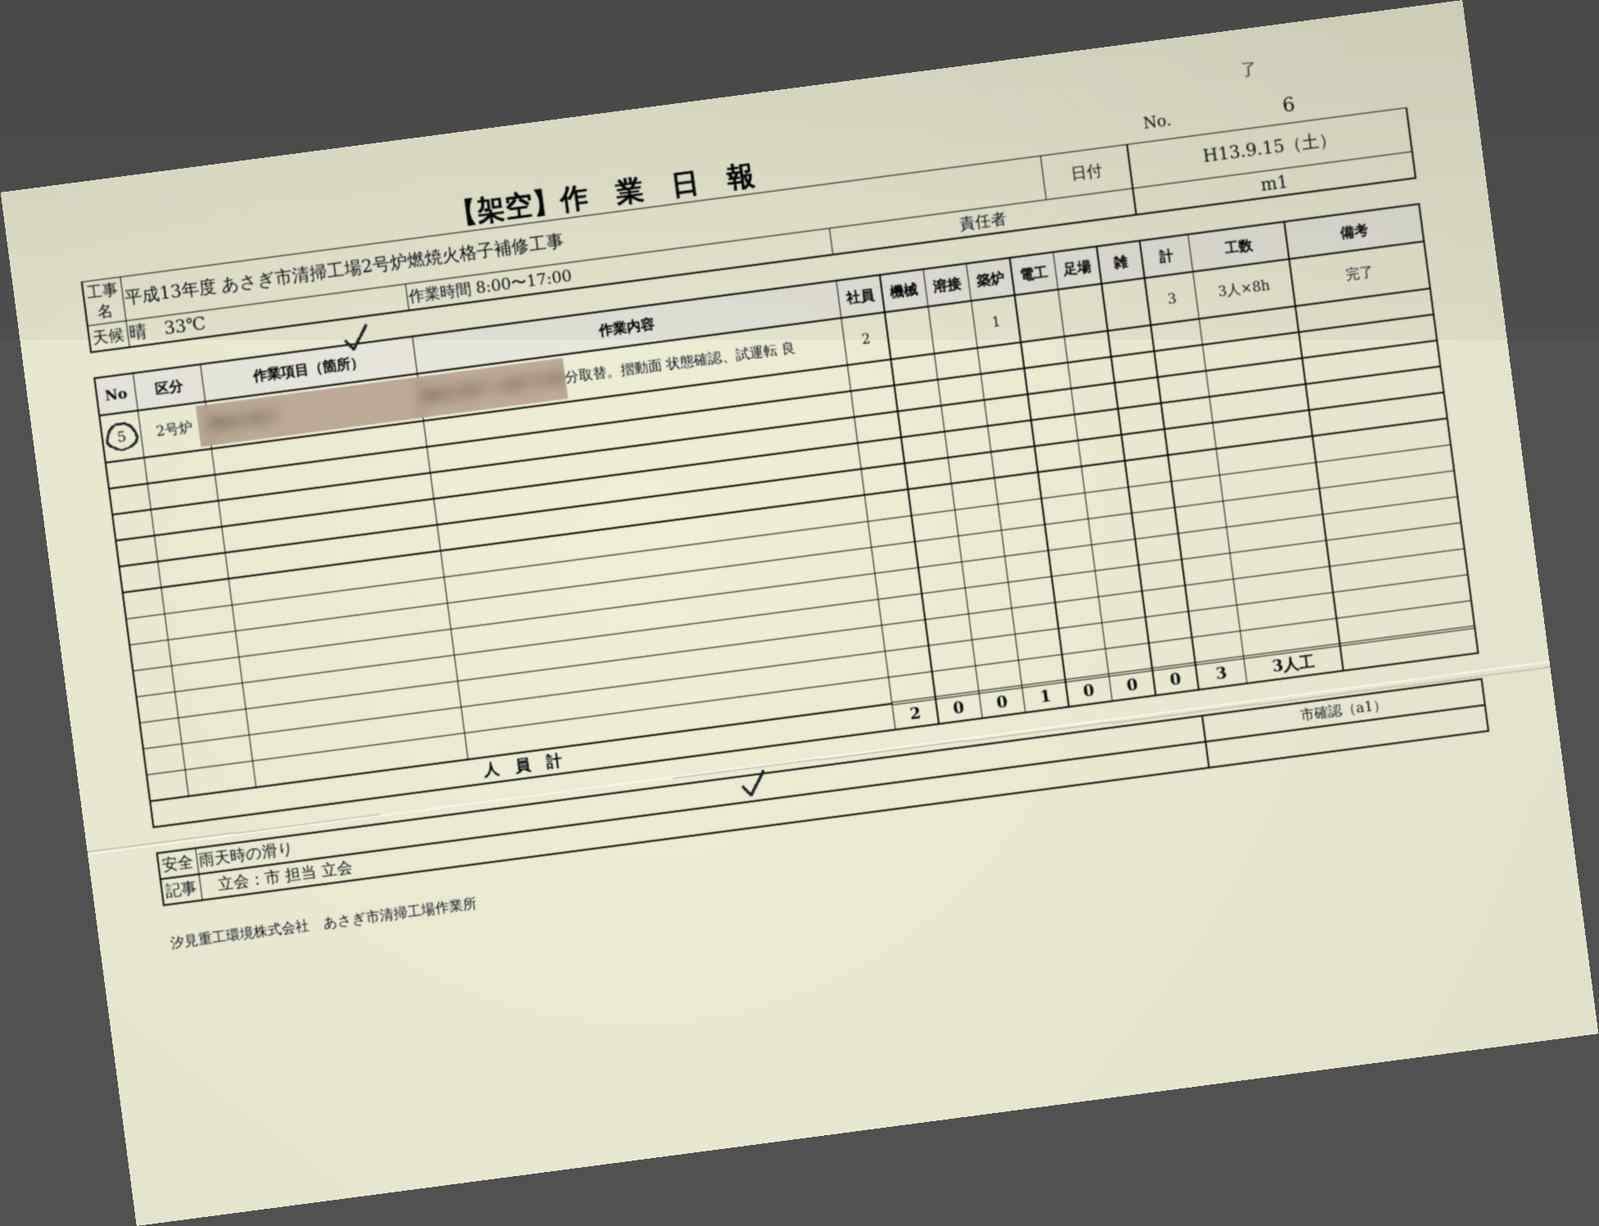 了
No. 6
【架空】作 業 日 報
工事名 平成13年度 あさぎ市清掃工場2号炉燃焼火格子補修工事 日付 H13.9.15（土）
天候 晴 33℃ 作業時間 8:00〜17:00 責任者 m1
No 区分 作業項目（箇所） 作業内容 社員 機械 溶接 築炉 電工 足場 雑 計 工数 備考
5 2号炉 分取替。摺動面 状態確認、試運転 良 2 1 3 3人×8h 完了
人 員 計 2 0 0 1 0 0 0 3 3人工
安全 雨天時の滑り 市確認（a1）
記事 立会：市 担当 立会
汐見重工環境株式会社 あさぎ市清掃工場作業所